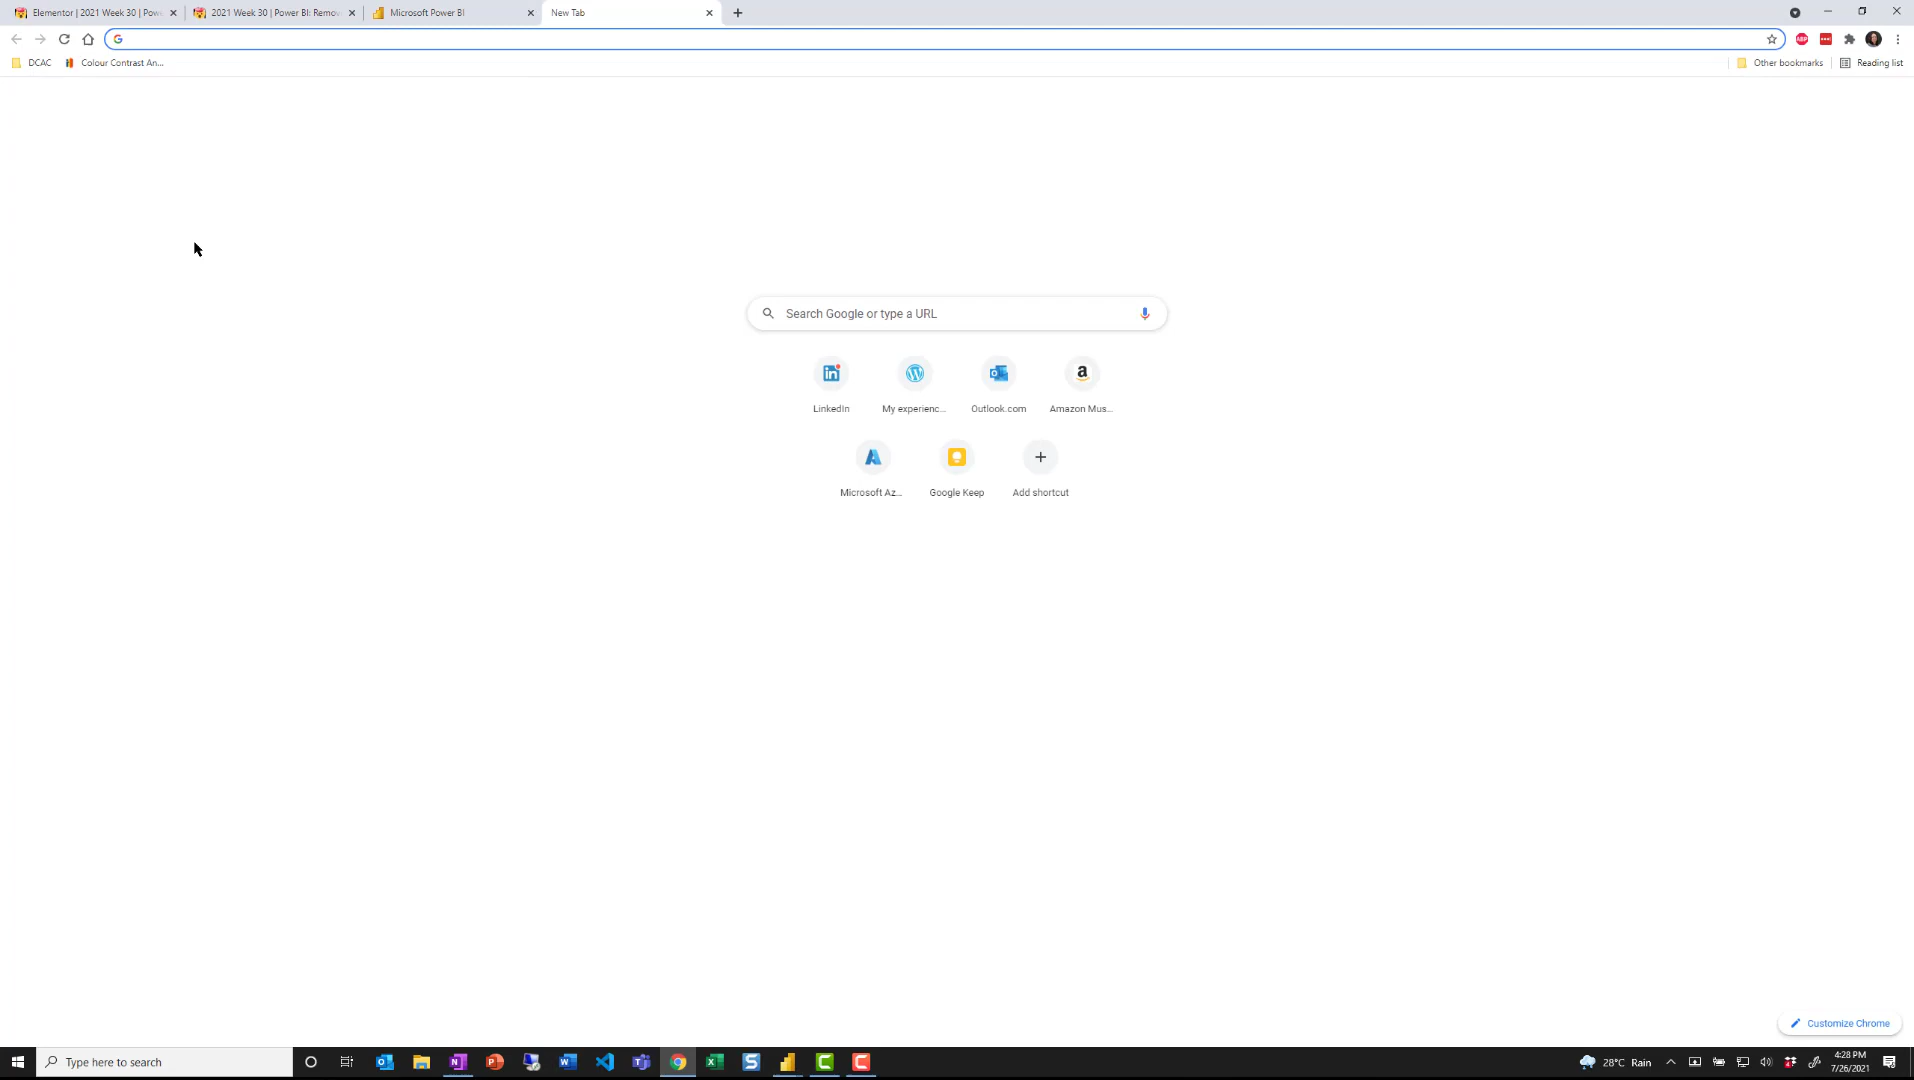 Elementor | 2021 Week 30 | Pow
2021 Week 30 | Power BI: Remov
Microsoft Power BI
New Tab
DCAC
Colour Contrast An...
Other bookmarks
Reading list
Search Google or type a URL
LinkedIn
My experienc...
Outlook.com
Amazon Mus...
Microsoft Az...
Google Keep
Add shortcut
Customize Chrome
Type here to search
28°C Rain
4:28 PM
7/26/2021